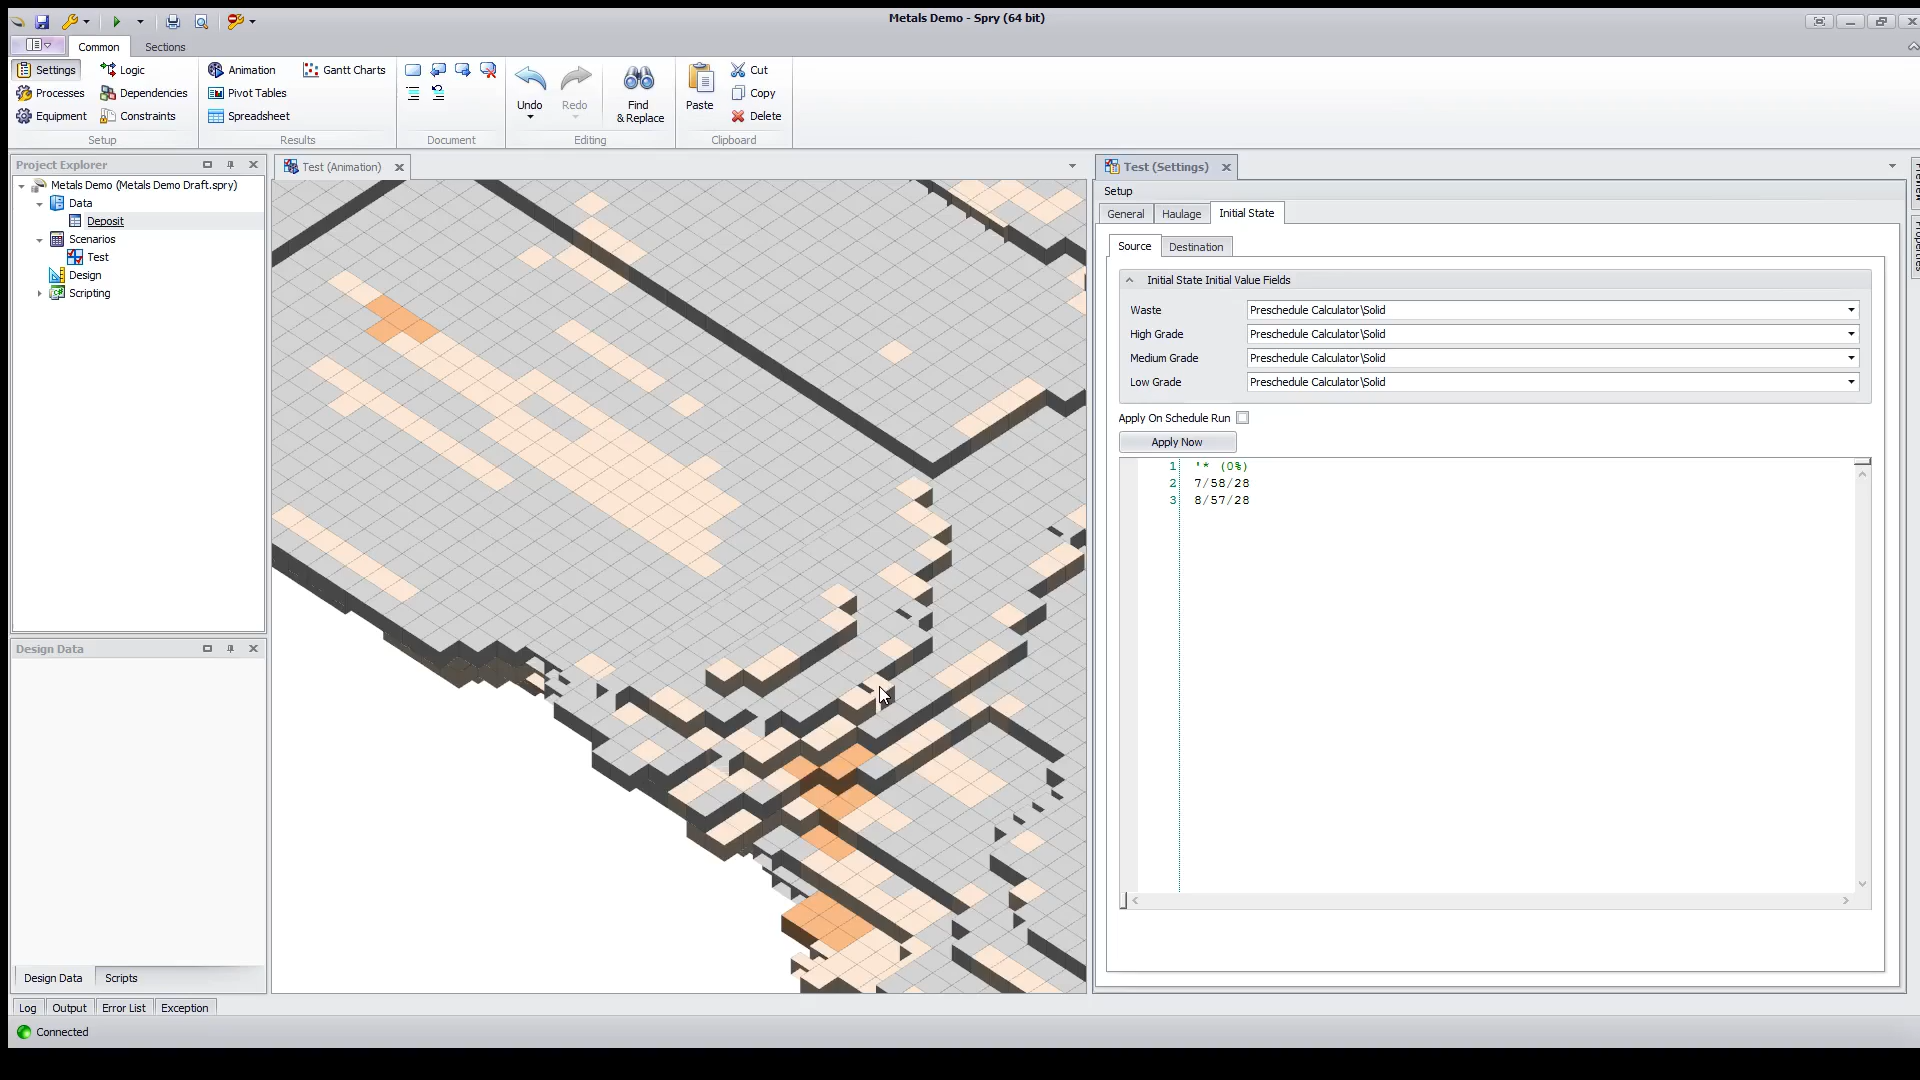 Metals Demo - Spry (64 bit)
Common
Sections
Settings
Logic
Animation
Gantt Charts
Processes
Dependencies
Pivot Tables
Equipment
Constraints
Spreadsheet
Undo
Redo
Find
& Replace
Paste
Cut
Copy
Delete
Setup
Results
Document
Editing
Clipboard
Project Explorer
Metals Demo (Metals Demo Draft.spry)
Data
Deposit
Scenarios
Test
Design
Scripting
Design Data
Design Data
Scripts
Test (Animation)
Test (Settings)
Setup
General
Haulage
Initial State
Source
Destination
Initial State Initial Value Fields
Waste Preschedule Calculator\Solid
High Grade Preschedule Calculator\Solid
Medium Grade Preschedule Calculator\Solid
Low Grade Preschedule Calculator\Solid
Apply On Schedule Run
Apply Now
1 '* (0%)
2 7/58/28
3 8/57/28
Log
Output
Error List
Exception
Connected